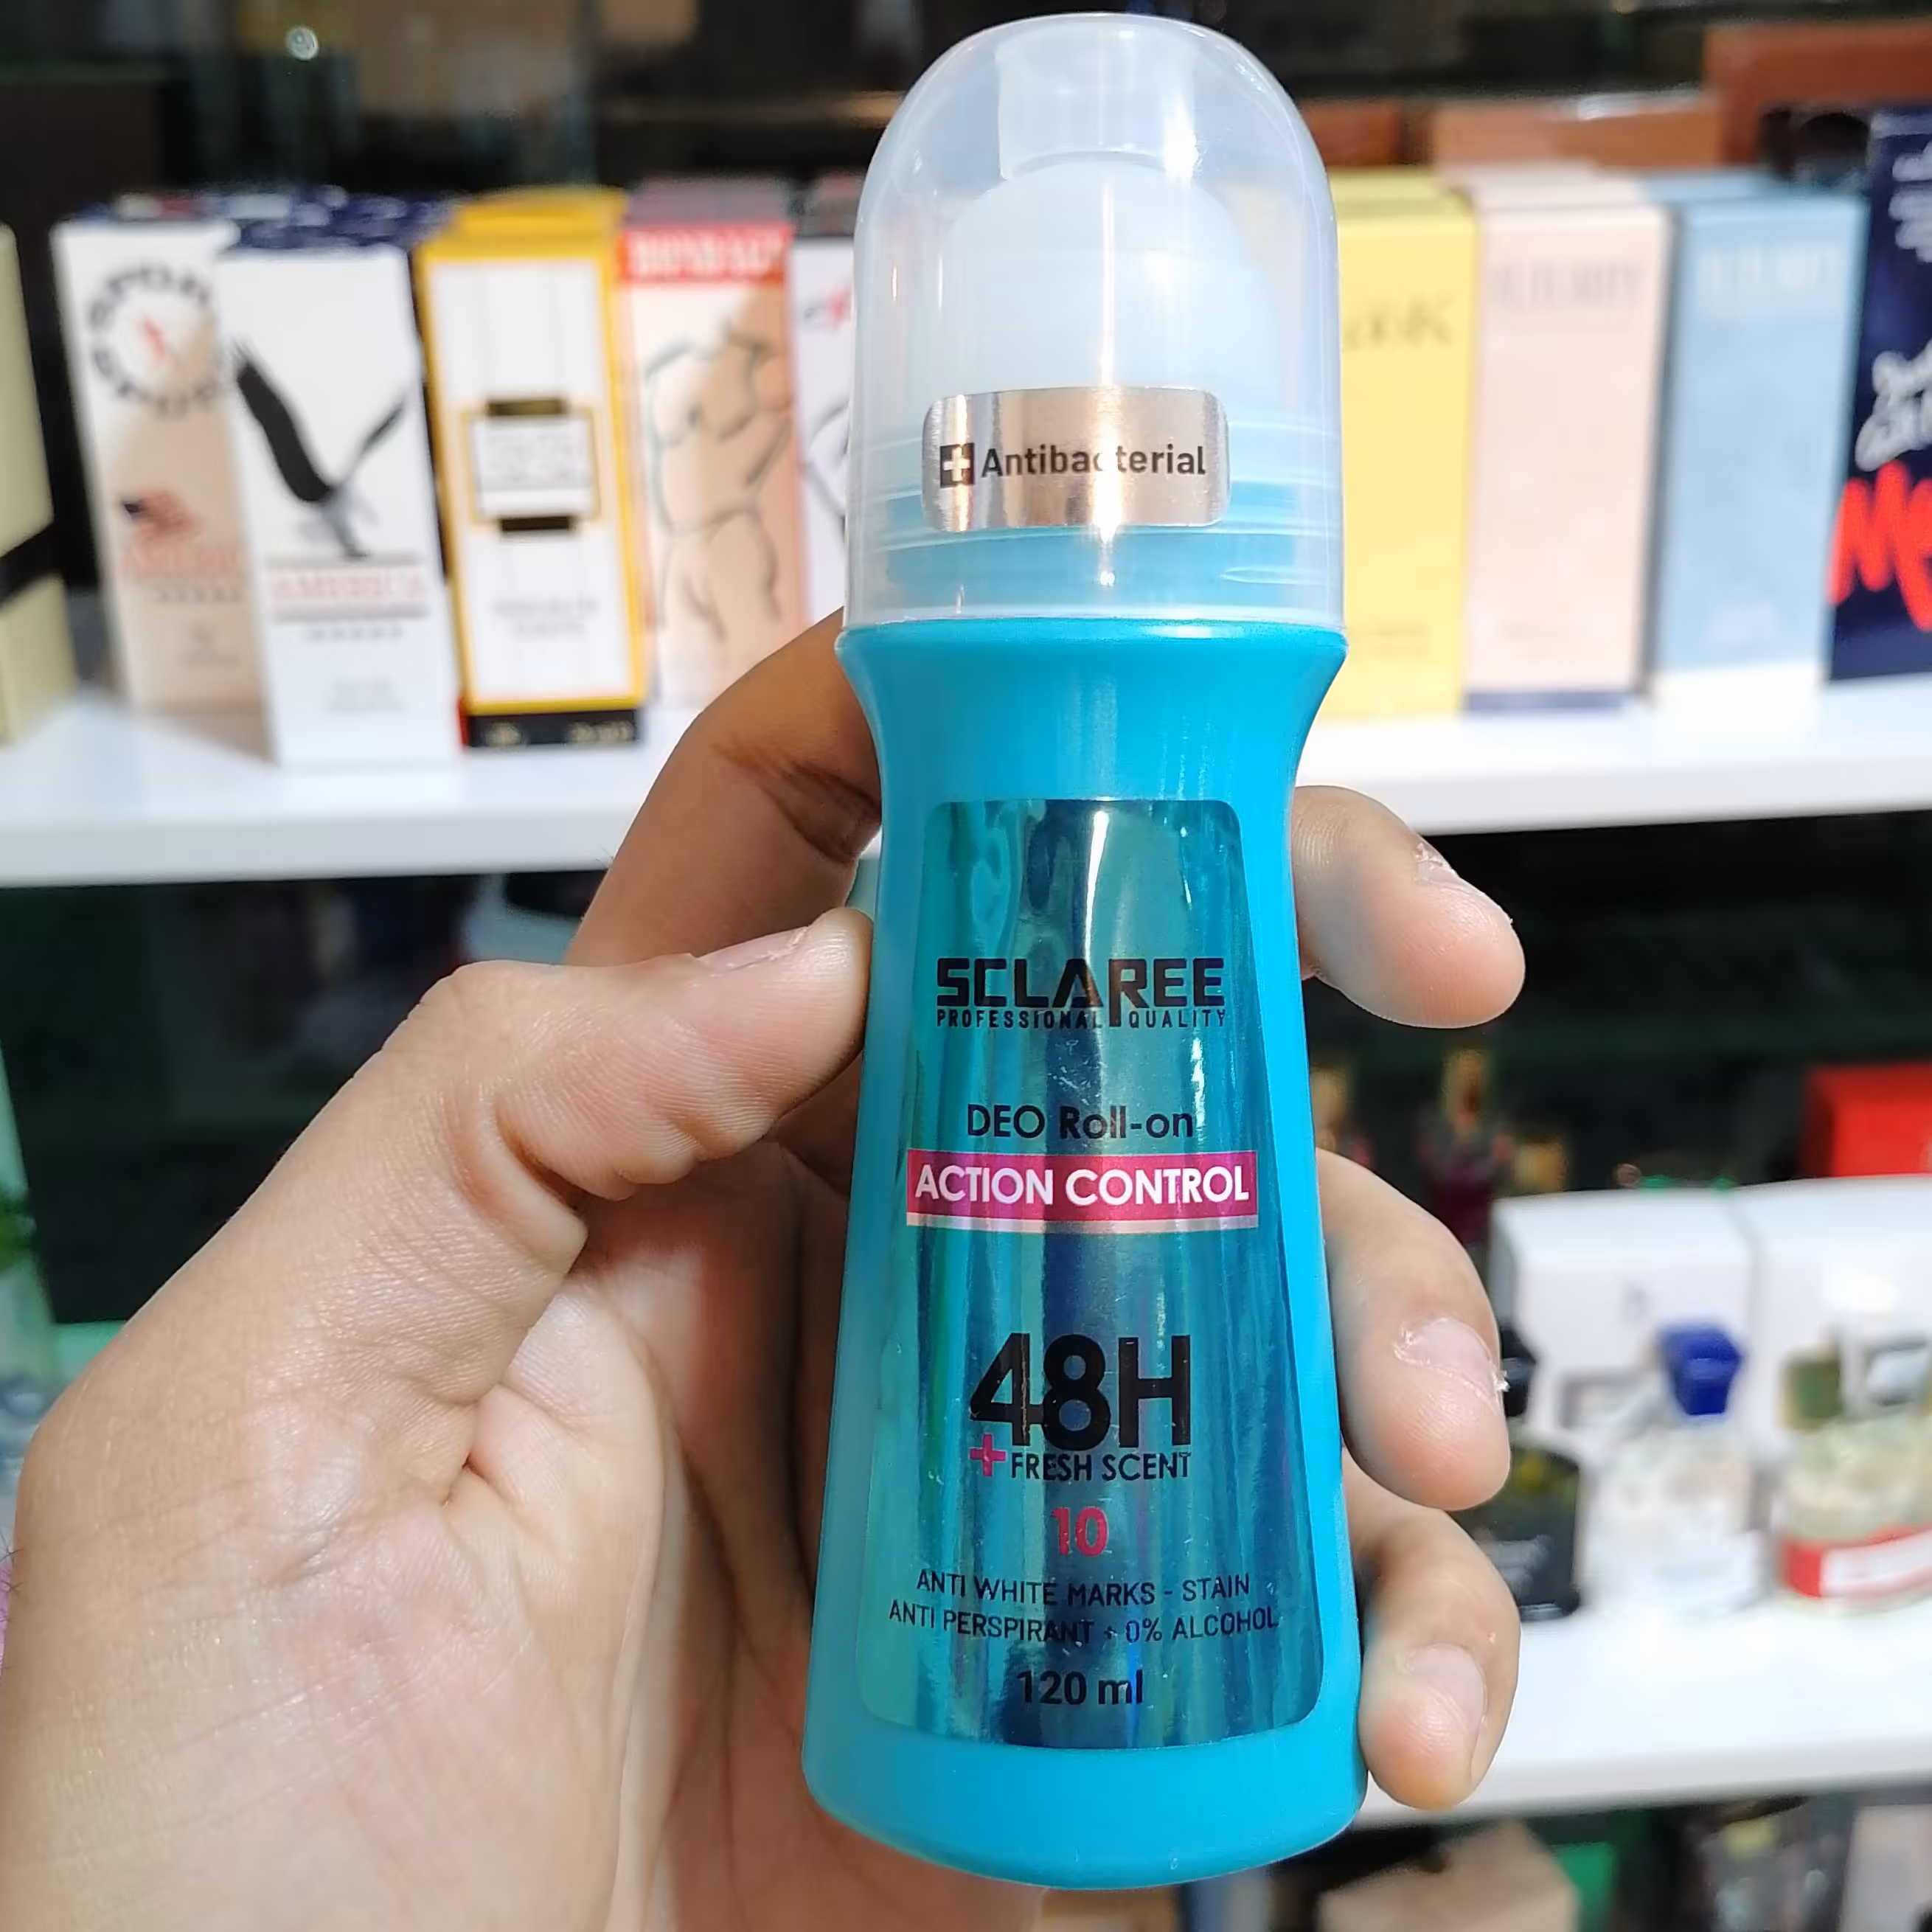 Antibacterial
AMERICA
SCLAREE
PROFESSIONAL QUALITY
DEO Roll-on
ACTION CONTROL
48H
+ FRESH SCENT
10
ANTI WHITE MARKS - STAIN
ANTI PERSPIRANT + 0% ALCOHOL
120 ml